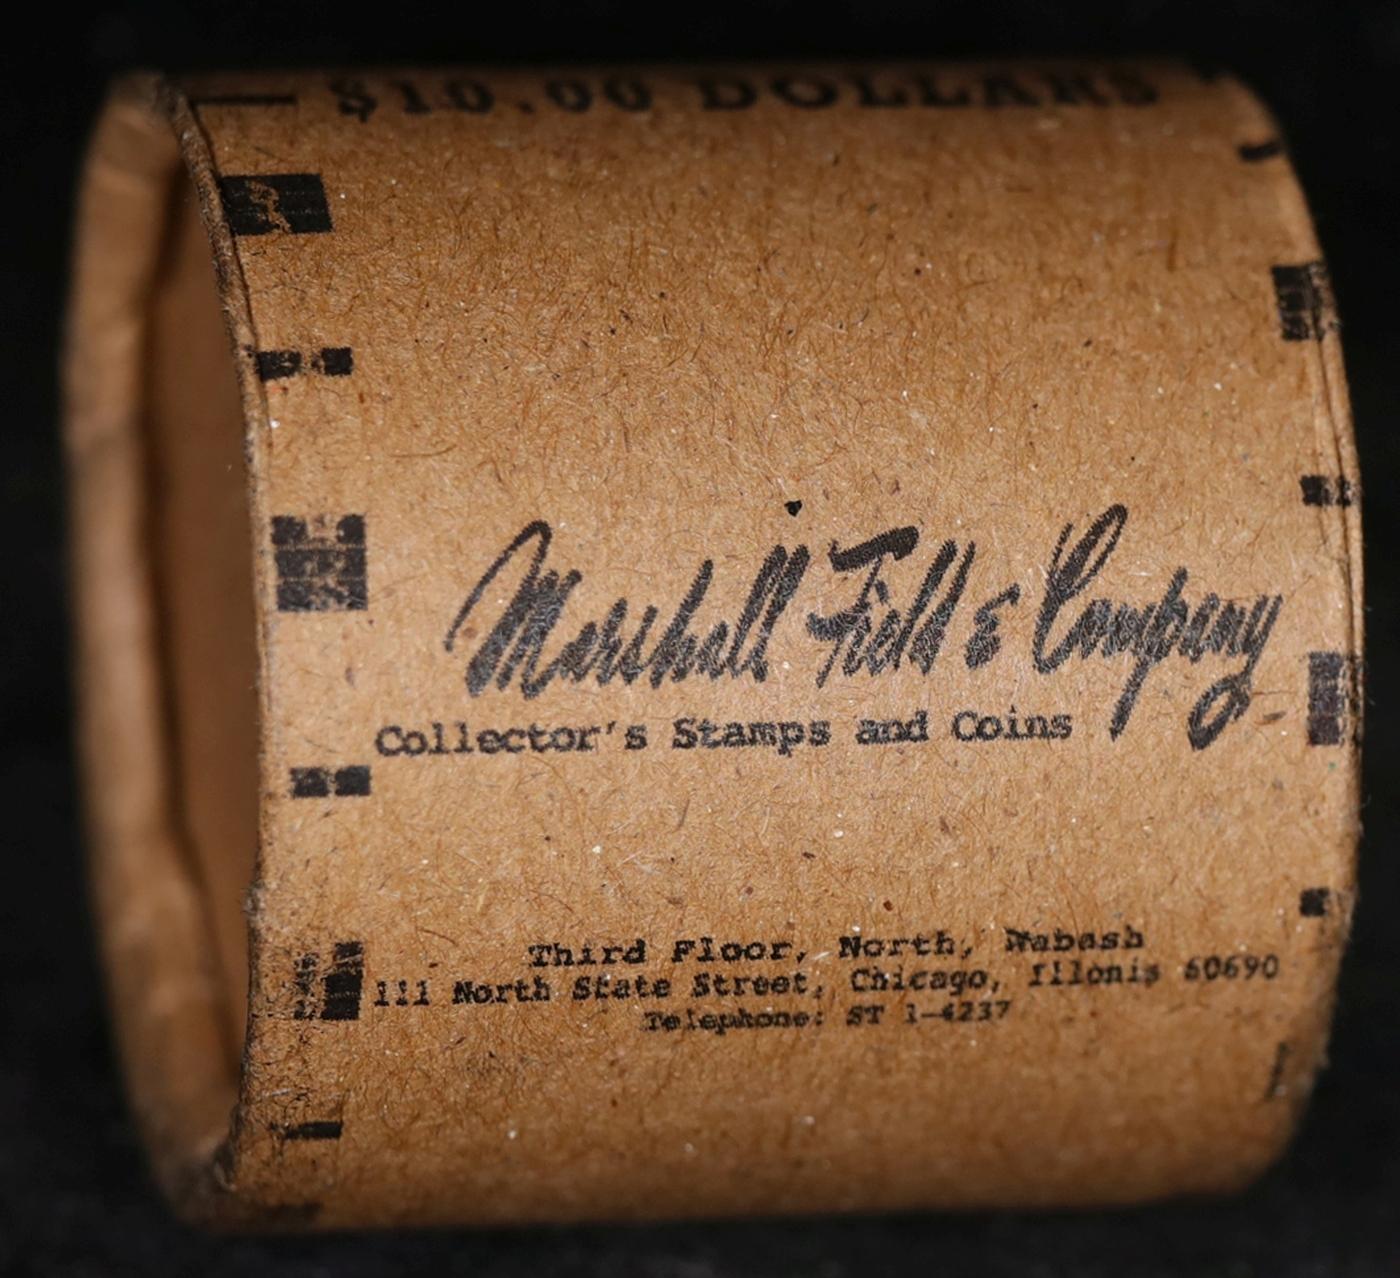 $10.00 DOLLARS
Marshall Field & Company
Collector's Stamps and Coins
Third Floor, North, Wabash
111 North State Street, Chicago, Illonis 60690
Telephone: ST 1-4237